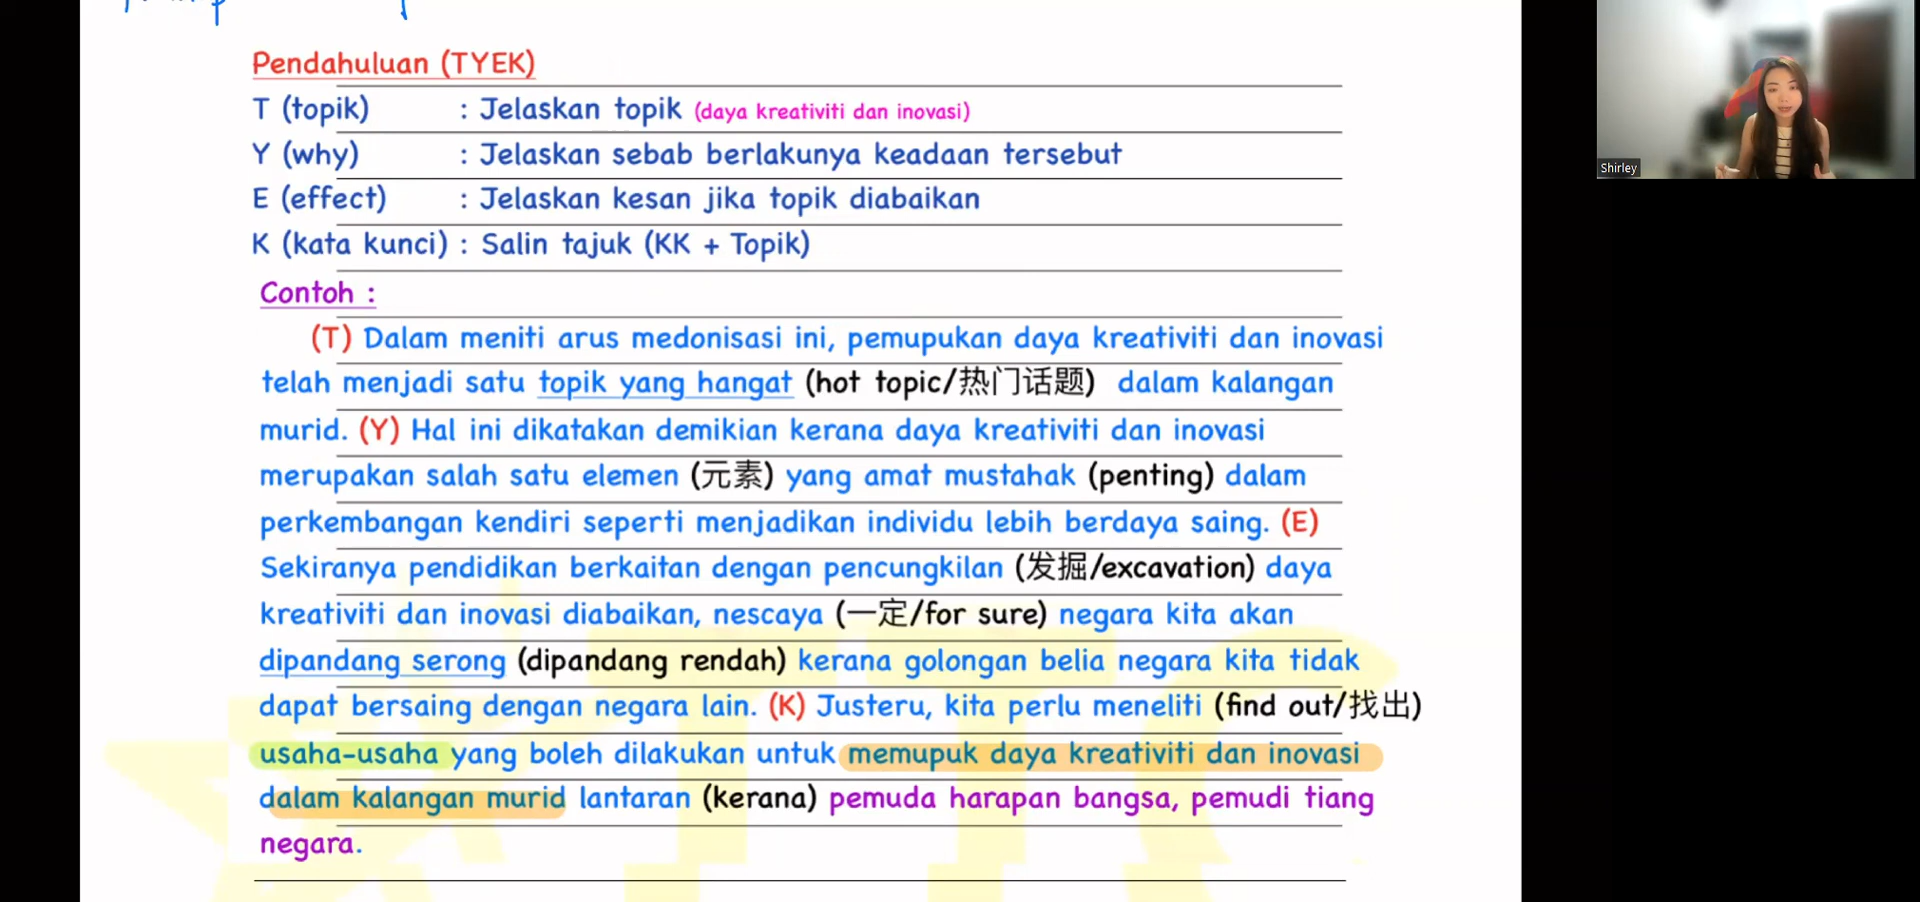 Pendahuluan (TYEK)
T (topik) : Jelaskan topik (daya kreativiti dan inovasi)
Y (why) : Jelaskan sebab berlakunya keadaan tersebut
E (effect) : Jelaskan kesan jika topik diabaikan
K (kata kunci) : Salin tajuk (KK + Topik)
Contoh :
(T) Dalam meniti arus medonisasi ini, pemupukan daya kreativiti dan inovasi
telah menjadi satu topik yang hangat (hot topic/热门话题) dalam kalangan
murid. (Y) Hal ini dikatakan demikian kerana daya kreativiti dan inovasi
merupakan salah satu elemen (元素) yang amat mustahak (penting) dalam
perkembangan kendiri seperti menjadikan individu lebih berdaya saing. (E)
Sekiranya pendidikan berkaitan dengan pencungkilan (发掘/excavation) daya
kreativiti dan inovasi diabaikan, nescaya (一定/for sure) negara kita akan
dipandang serong (dipandang rendah) kerana golongan belia negara kita tidak
dapat bersaing dengan negara lain. (K) Justeru, kita perlu meneliti (find out/找出)
usaha-usaha yang boleh dilakukan untuk memupuk daya kreativiti dan inovasi
dalam kalangan murid lantaran (kerana) pemuda harapan bangsa, pemudi tiang
negara.
Shirley